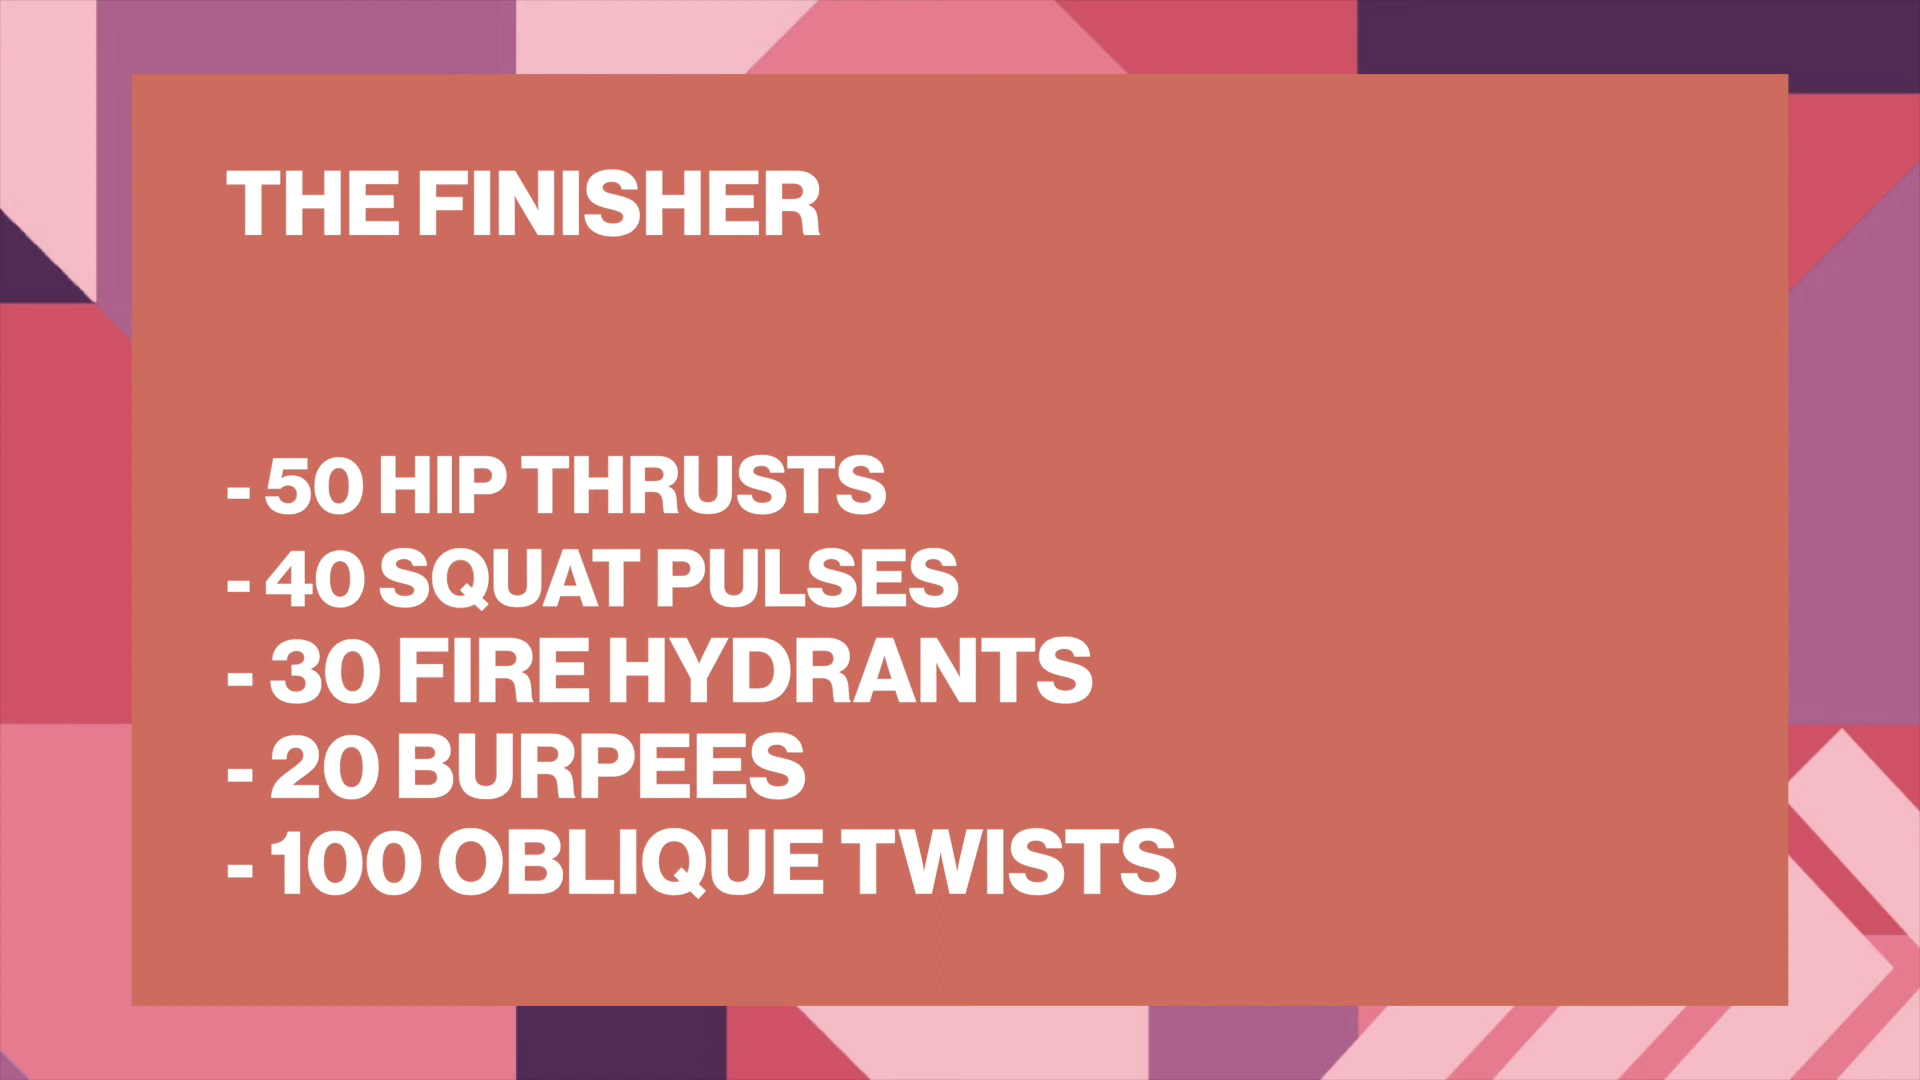 THE FINISHER
- 50 HIP THRUSTS
- 40 SQUAT PULSES
- 30 FIRE HYDRANTS
- 20 BURPEES
- 100 OBLIQUE TWISTS